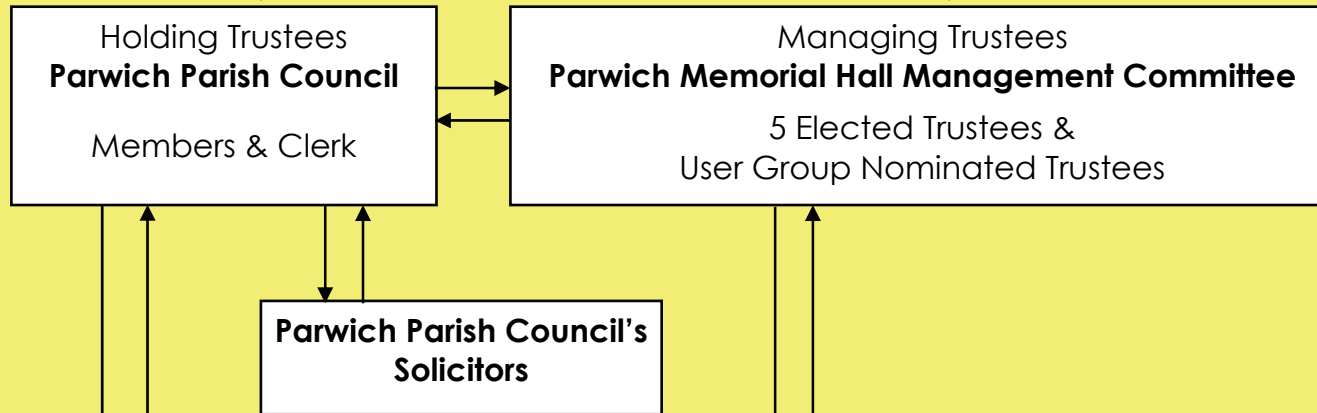 Holding Trustees
Parwich Parish Council
Members & Clerk
Managing Trustees
Parwich Memorial Hall Management Committee
5 Elected Trustees &
User Group Nominated Trustees
Parwich Parish Council’s
Solicitors